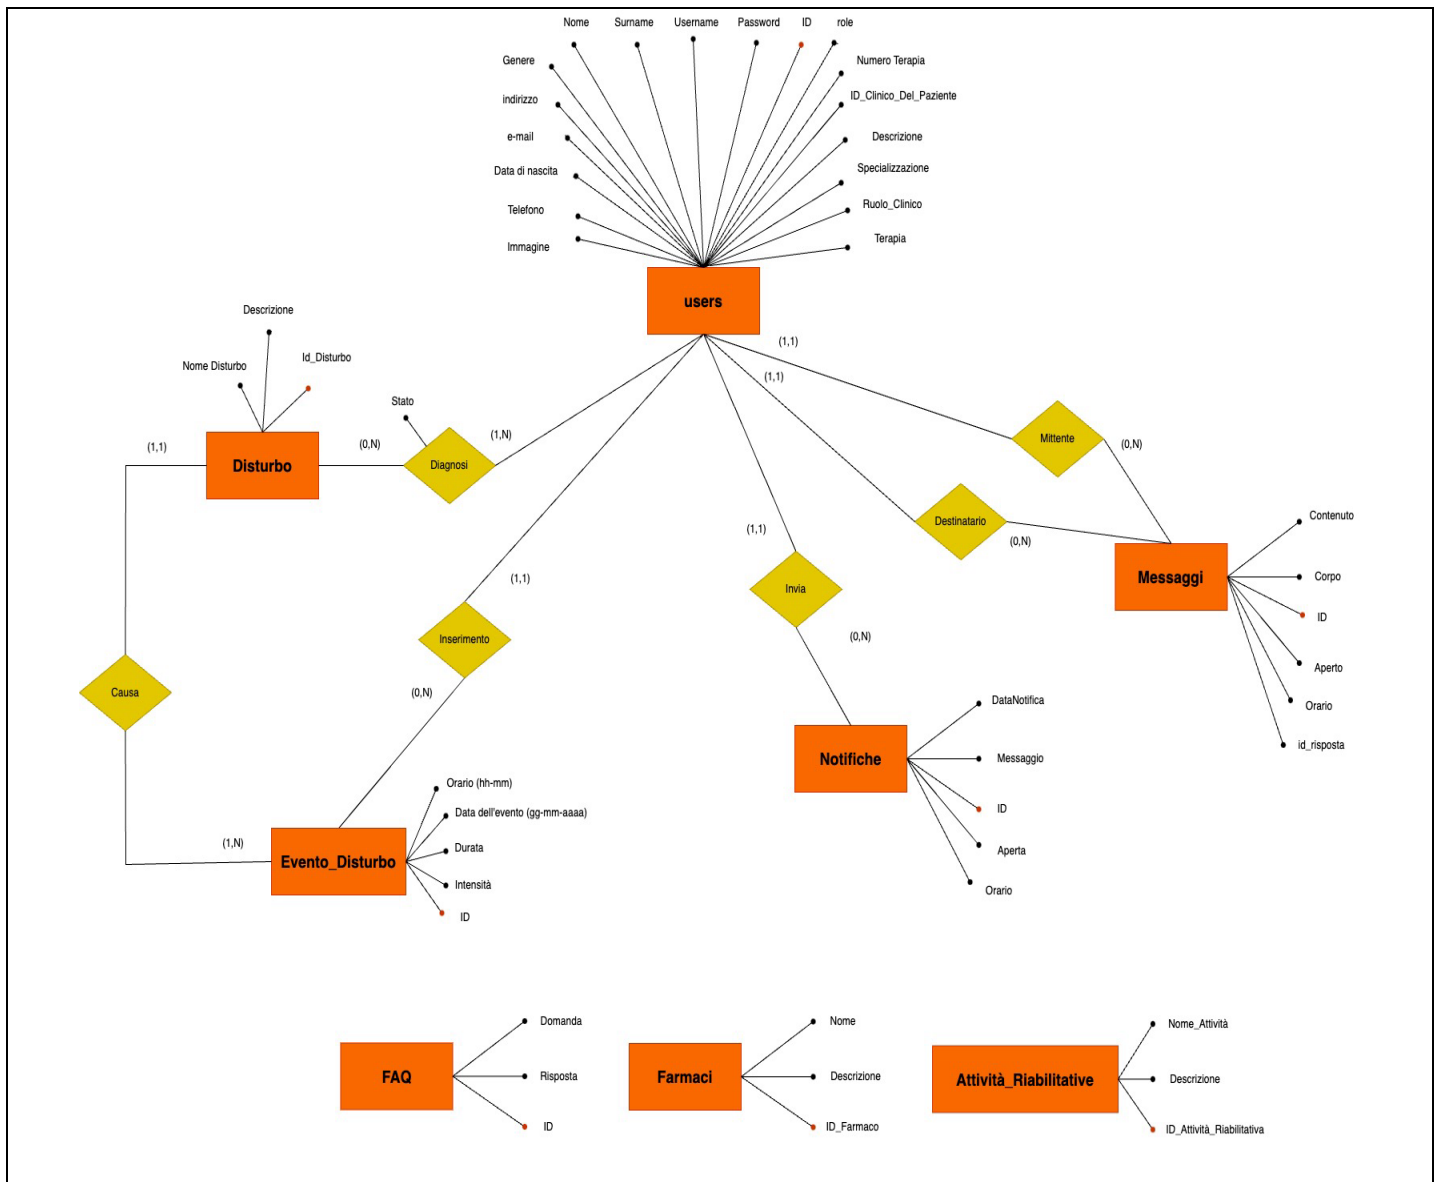 Nome
Surname
Username
Password
ID
role
Genere
Numero Terapia
indirizzo
ID_Clinico_Del_Paziente
e-mail
Descrizione
Data di nascita
Specializzazione
Telefono
Ruolo_Clinico
Immagine
Terapia
users
Descrizione
Nome Disturbo
Id_Disturbo
Stato
(1,1)
(1,1)
(1,1)
(0,N)
(1,N)
Disturbo
Diagnosi
Mittente
(0,N)
Destinatario
(0,N)
Contenuto
Messaggi
Corpo
ID
Aperto
Orario
id_risposta
(1,1)
(1,1)
Invia
(0,N)
Inserimento
(0,N)
Causa
DataNotifica
Notifiche
Messaggio
ID
Aperta
Orario
Orario (hh-mm)
Data dell'evento (gg-mm-aaaa)
(1,N)
Durata
Evento_Disturbo
Intensità
ID
Domanda
FAQ
Risposta
ID
Nome
Farmaci
Descrizione
ID_Farmaco
Nome_Attività
Attività_Riabilitative
Descrizione
ID_Attività_Riabilitativa